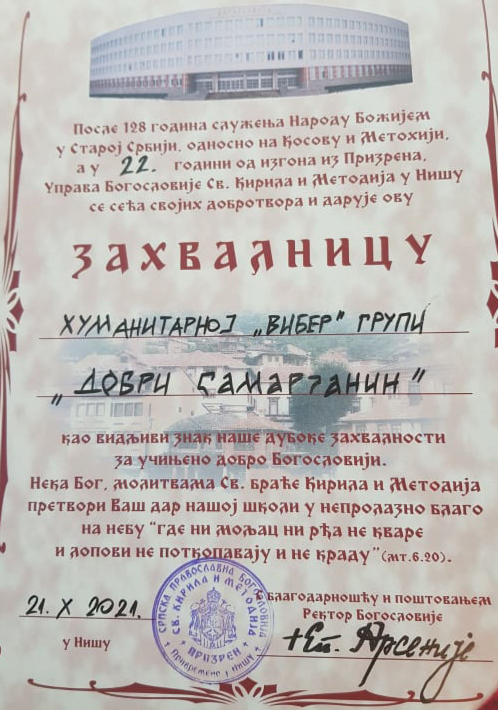 После 128 година служења Народу Божијем
у Старој Србији, односно на Косову и Метохији,
а у 22. години од изгона из Призрена,
Управа Богословије Св. Кирила и Методија у Нишу
се сећа својих добротвора и дарује ову
ЗАХВАЛНИЦУ
ХУМАНИТАРНОЈ „ВИБЕР" ГРУПИ
„ДОБРИ САМАРЈАНИН"
као видљиви знак наше дубоке захвалности
за учињено добро Богословији.
Нека Бог, молитвама Св. браће Кирила и Методија
претвори Ваш дар нашој школи у непролазно благо
на небу "где ни мољац ни рђа не кваре
и лопови не поткопавају и не краду" (мт.6.20).
С благодарношћу и поштовањем
Ректор Богословије
21. X 2021.
у Нишу
+Еп. Арсеније
СРПСКА ПРАВОСЛАВНА БОГОСЛОВИЈА
СВ. КИРИЛА И МЕТОДИЈА
ПРИЗРЕН
Привремено у Нишу